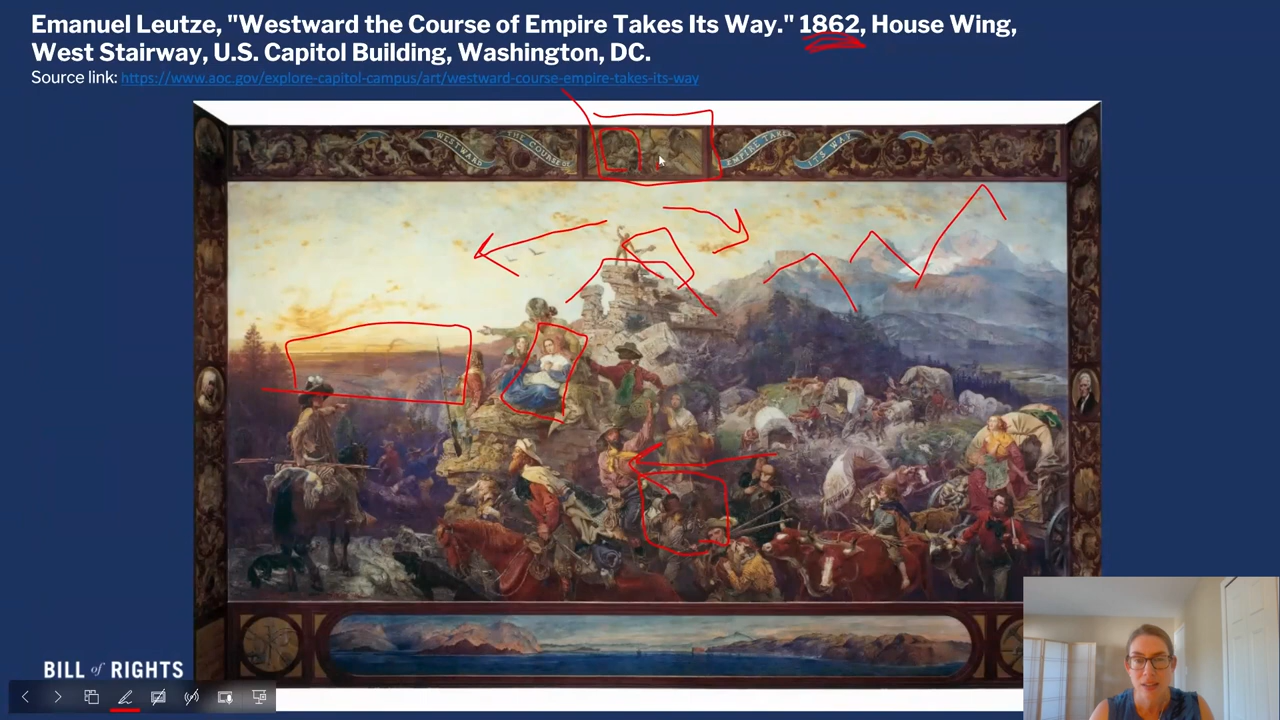 Emanuel Leutze, "Westward the Course of Empire Takes Its Way." 1862, House Wing,
West Stairway, U.S. Capitol Building, Washington, DC.
Source link: https://www.aoc.gov/explore-capitol-campus/art/westward-course-empire-takes-its-way
WESTWARD THE COURSE OF EMPIRE TAKES ITS WAY
BILL of RIGHTS